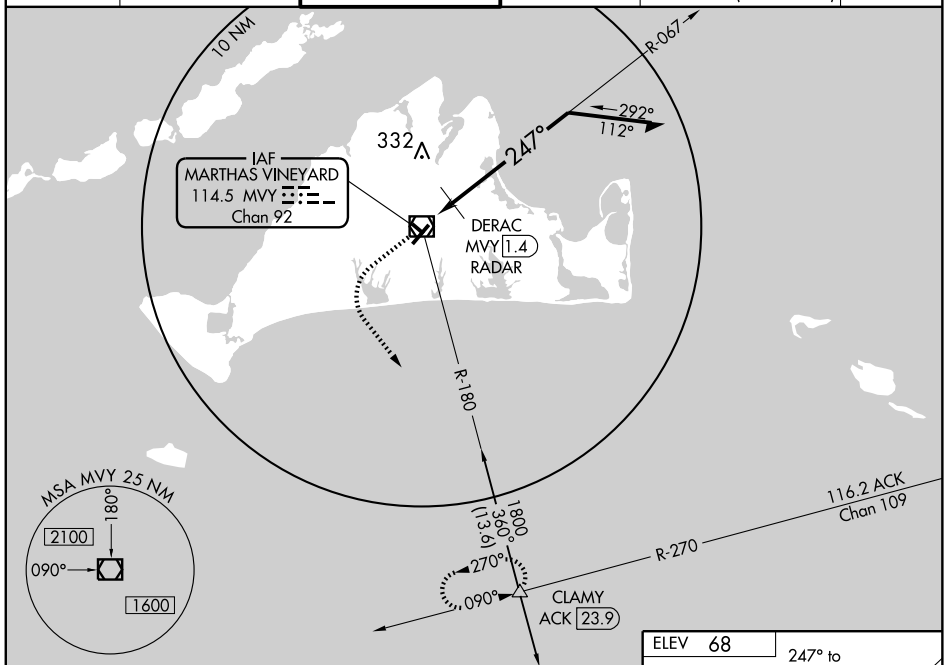 10 NM
R-067
292°
112°
247°
332
IAF
MARTHAS VINEYARD
114.5 MVY
Chan 92
DERAC
MVY 1.4
RADAR
R-180
MSA MVY 25 NM
180°
2100
090°
1600
1800
360°
(13.6)
116.2 ACK
Chan 109
R-270
270°
090°
CLAMY
ACK 23.9
ELEV 68
247° to